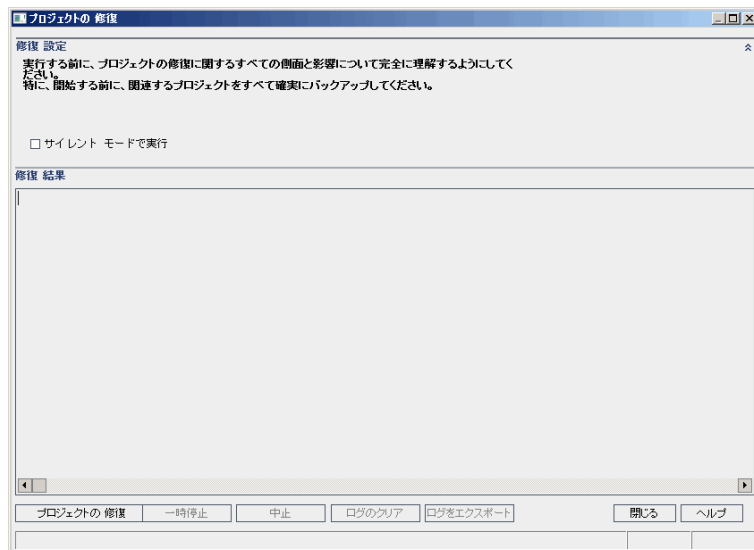 プロジェクトの 修復
修復 設定
実行する前に、プロジェクトの修復に関するすべての側面と影響について完全に理解するようにしてく
ださい。
特に、開始する前に、関連するプロジェクトをすべて確実にバックアップしてください。
サイレント モードで実行
修復 結果
プロジェクトの 修復
一時停止
中止
ログのクリア
ログをエクスポート
閉じる
ヘルプ